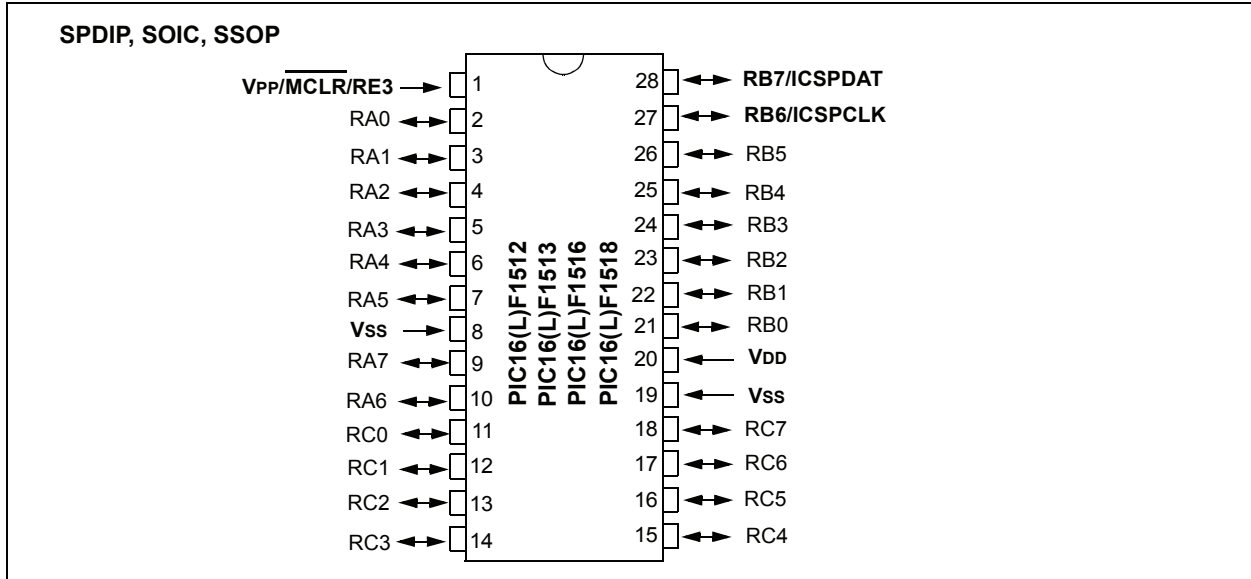 SPDIP, SOIC, SSOP
VPP/MCLR/RE3 1 28 RB7/ICSPDAT
RA0 2 27 RB6/ICSPCLK
RA1 3 26 RB5
RA2 4 25 RB4
RA3 5 24 RB3
RA4 6 23 RB2
RA5 7 22 RB1
VSS 8 21 RB0
RA7 9 20 VDD
RA6 10 19 VSS
RC0 11 18 RC7
RC1 12 17 RC6
RC2 13 16 RC5
RC3 14 15 RC4
PIC16(L)F1512
PIC16(L)F1513
PIC16(L)F1516
PIC16(L)F1518